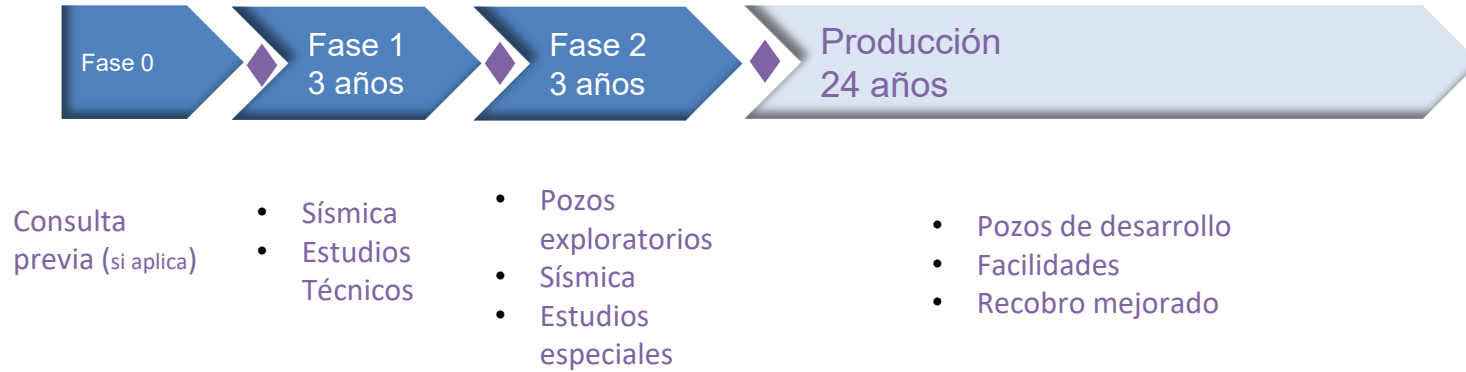 Fase 0
Fase 1
3 años
Fase 2
3 años
Producción
24 años
Consulta
previa (si aplica)
• Sísmica
• Estudios
Técnicos
• Pozos
exploratorios
• Sísmica
• Estudios
especiales
• Pozos de desarrollo
• Facilidades
• Recobro mejorado